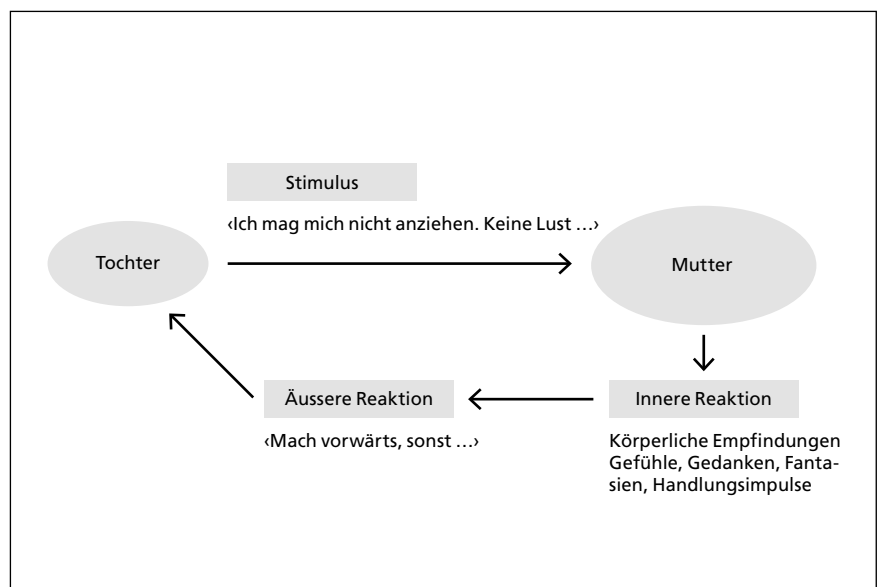 Stimulus
‹Ich mag mich nicht anziehen. Keine Lust …›
Tochter
Mutter
Äussere Reaktion
‹Mach vorwärts, sonst …›
Innere Reaktion
Körperliche Empfindungen
Gefühle, Gedanken, Fanta-
sien, Handlungsimpulse